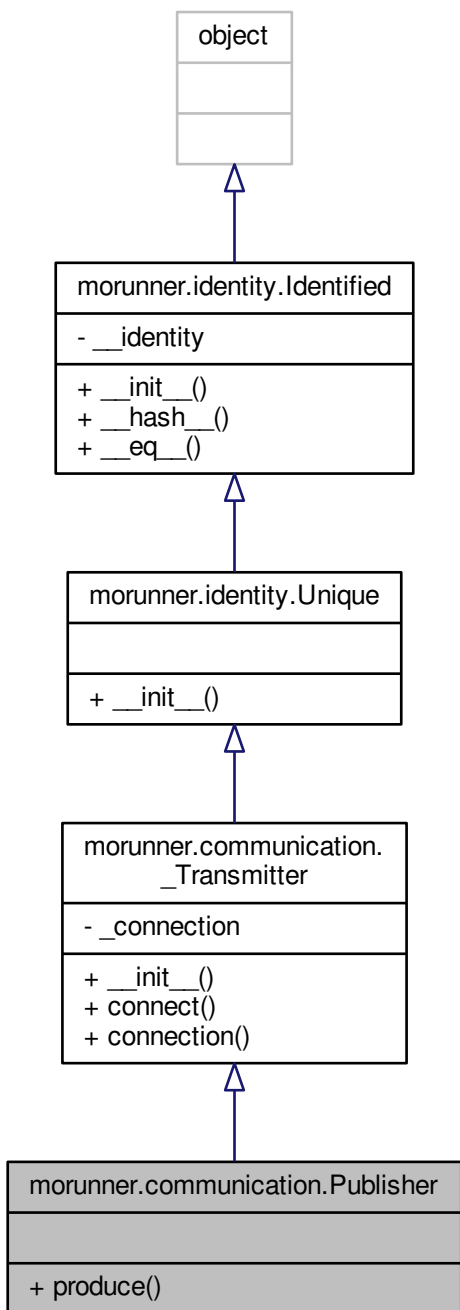 object
morunner.identity.Identified
- __identity
+ __init__()
+ __hash__()
+ __eq__()
morunner.identity.Unique
+ __init__()
morunner.communication.
_Transmitter
- _connection
+ __init__()
+ connect()
+ connection()
morunner.communication.Publisher
+ produce()